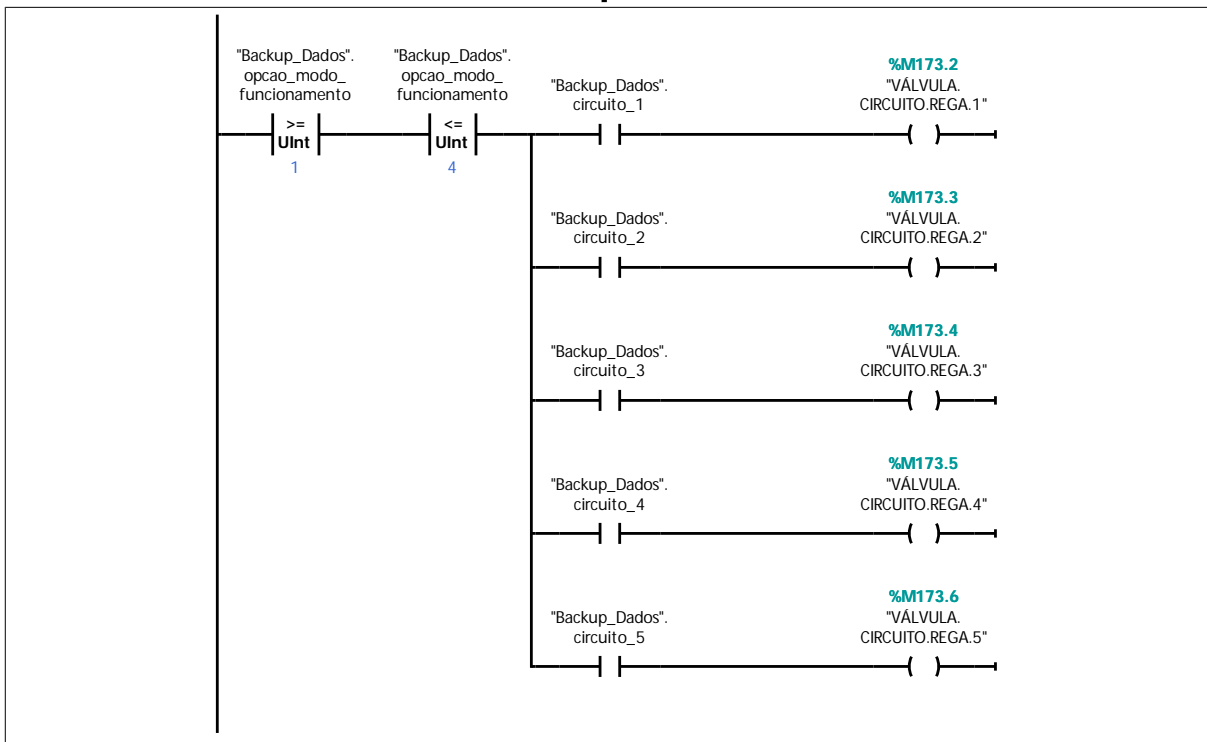 "Backup_Dados".
opcao_modo_
funcionamento
>=
UInt
1
"Backup_Dados".
opcao_modo_
funcionamento
<=
UInt
4
"Backup_Dados".
circuito_1
%M173.2
"VÁLVULA.
CIRCUITO.REGA.1"
"Backup_Dados".
circuito_2
%M173.3
"VÁLVULA.
CIRCUITO.REGA.2"
"Backup_Dados".
circuito_3
%M173.4
"VÁLVULA.
CIRCUITO.REGA.3"
"Backup_Dados".
circuito_4
%M173.5
"VÁLVULA.
CIRCUITO.REGA.4"
"Backup_Dados".
circuito_5
%M173.6
"VÁLVULA.
CIRCUITO.REGA.5"